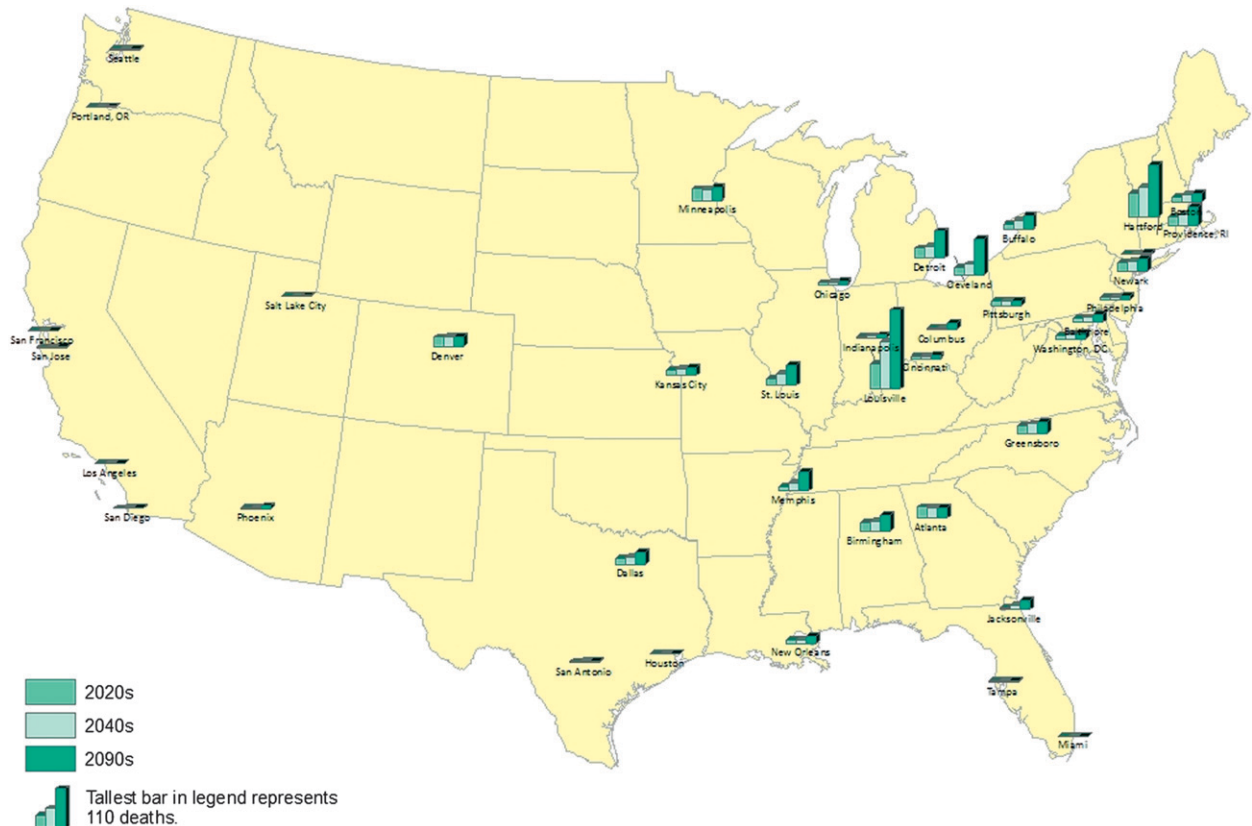 Seattle
Portland, OR
Minneapolis
Hartford
Boston
Providence, RI
Buffalo
Detroit
Cleveland
Newark
Chicago
Salt Lake City
Philadelphia
Pittsburgh
Baltimore
San Francisco
San Jose
Denver
Indianapolis
Columbus
Washington, DC
Cincinnati
Kansas City
St. Louis
Louisville
Greensboro
Los Angeles
San Diego
Phoenix
Memphis
Birmingham
Atlanta
Dallas
Jacksonville
New Orleans
San Antonio
Houston
Tampa
Miami
2020s
2040s
2090s
Tallest bar in legend represents
110 deaths.